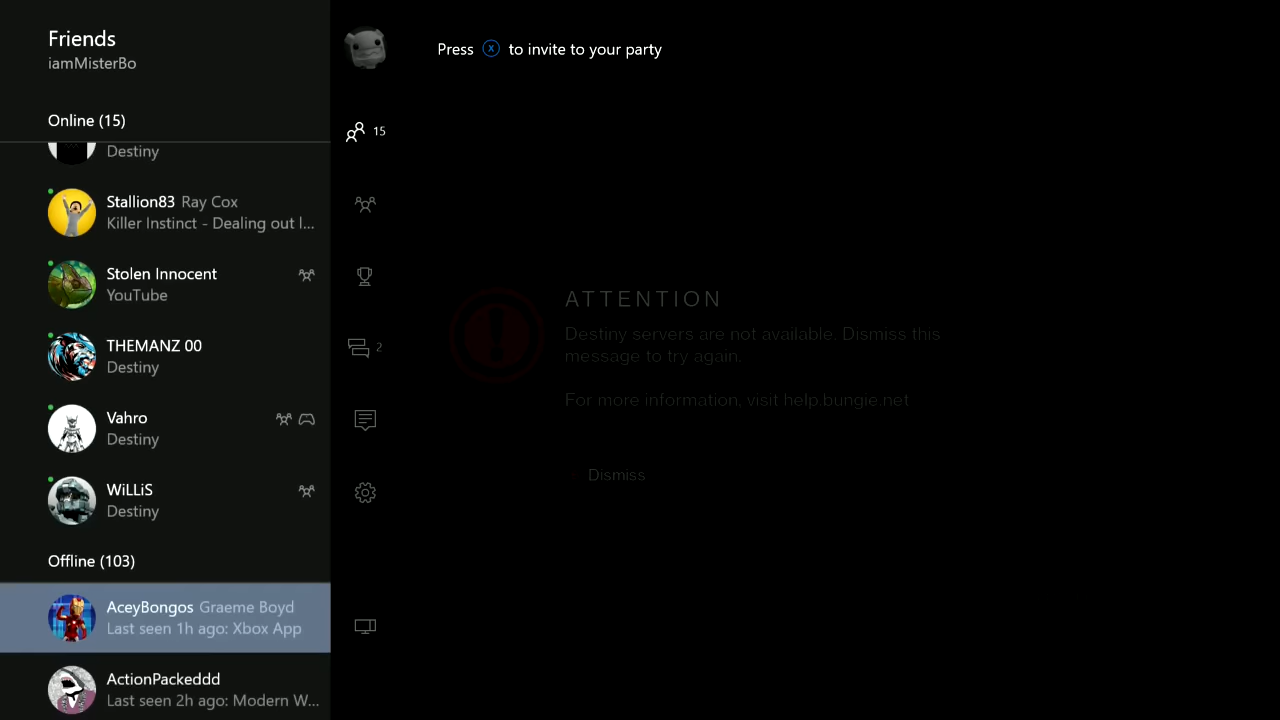 Friends
iamMisterBo
Online (15)
Destiny
Stallion83 Ray Cox
Killer Instinct - Dealing out l...
Stolen Innocent
YouTube
THEMANZ 00
Destiny
Vahro
Destiny
WiLLiS
Destiny
Offline (103)
AceyBongos Graeme Boyd
Last seen 1h ago: Xbox App
ActionPackeddd
Last seen 2h ago: Modern W...
15
2
Press X to invite to your party
ATTENTION
Destiny servers are not available. Dismiss this
message to try again.
For more information, visit help.bungie.net
Dismiss